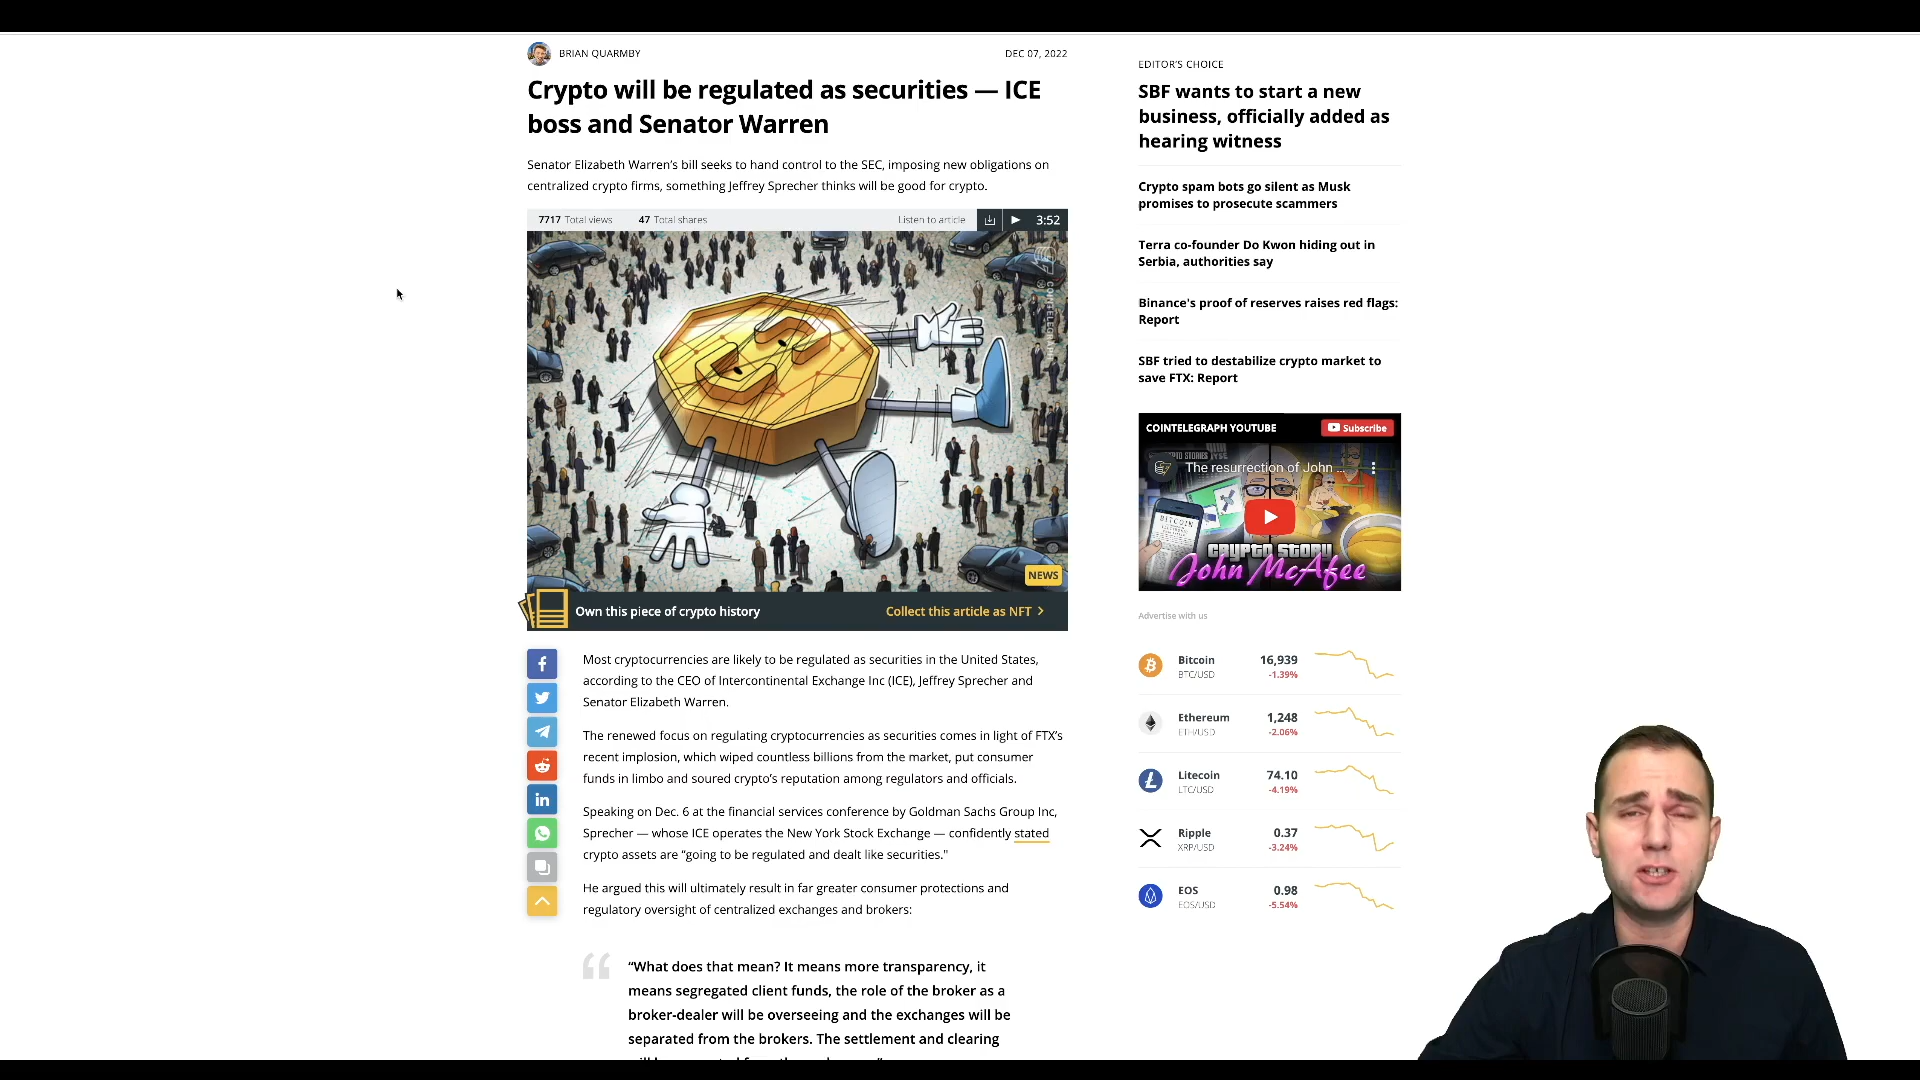 BRIAN QUARMBY
DEC 07, 2022
Crypto will be regulated as securities — ICE
boss and Senator Warren
Senator Elizabeth Warren's bill seeks to hand control to the SEC, imposing new obligations on
centralized crypto firms, something Jeffrey Sprecher thinks will be good for crypto.
7717 Total views
47 Total shares
Listen to article
3:52
COINTELEGRAPH
NEWS
Own this piece of crypto history
Collect this article as NFT
Most cryptocurrencies are likely to be regulated as securities in the United States,
according to the CEO of Intercontinental Exchange Inc (ICE), Jeffrey Sprecher and
Senator Elizabeth Warren.
The renewed focus on regulating cryptocurrencies as securities comes in light of FTX's
recent implosion, which wiped countless billions from the market, put consumer
funds in limbo and soured crypto's reputation among regulators and officials.
Speaking on Dec. 6 at the financial services conference by Goldman Sachs Group Inc,
Sprecher — whose ICE operates the New York Stock Exchange — confidently stated
crypto assets are “going to be regulated and dealt like securities."
He argued this will ultimately result in far greater consumer protections and
regulatory oversight of centralized exchanges and brokers:
“What does that mean? It means more transparency, it
means segregated client funds, the role of the broker as a
broker-dealer will be overseeing and the exchanges will be
separated from the brokers. The settlement and clearing
EDITOR'S CHOICE
SBF wants to start a new
business, officially added as
hearing witness
Crypto spam bots go silent as Musk
promises to prosecute scammers
Terra co-founder Do Kwon hiding out in
Serbia, authorities say
Binance's proof of reserves raises red flags:
Report
SBF tried to destabilize crypto market to
save FTX: Report
COINTELEGRAPH YOUTUBE
Subscribe
CRYPTO STORIES
The resurrection of John ...
BITCOIN
CRYPTO STORY
John McAfee
Advertise with us
Bitcoin 16,939
BTC/USD -1.39%
Ethereum 1,248
ETH/USD -2.06%
Litecoin 74.10
LTC/USD -4.19%
Ripple 0.37
XRP/USD -3.24%
EOS 0.98
EOS/USD -5.54%